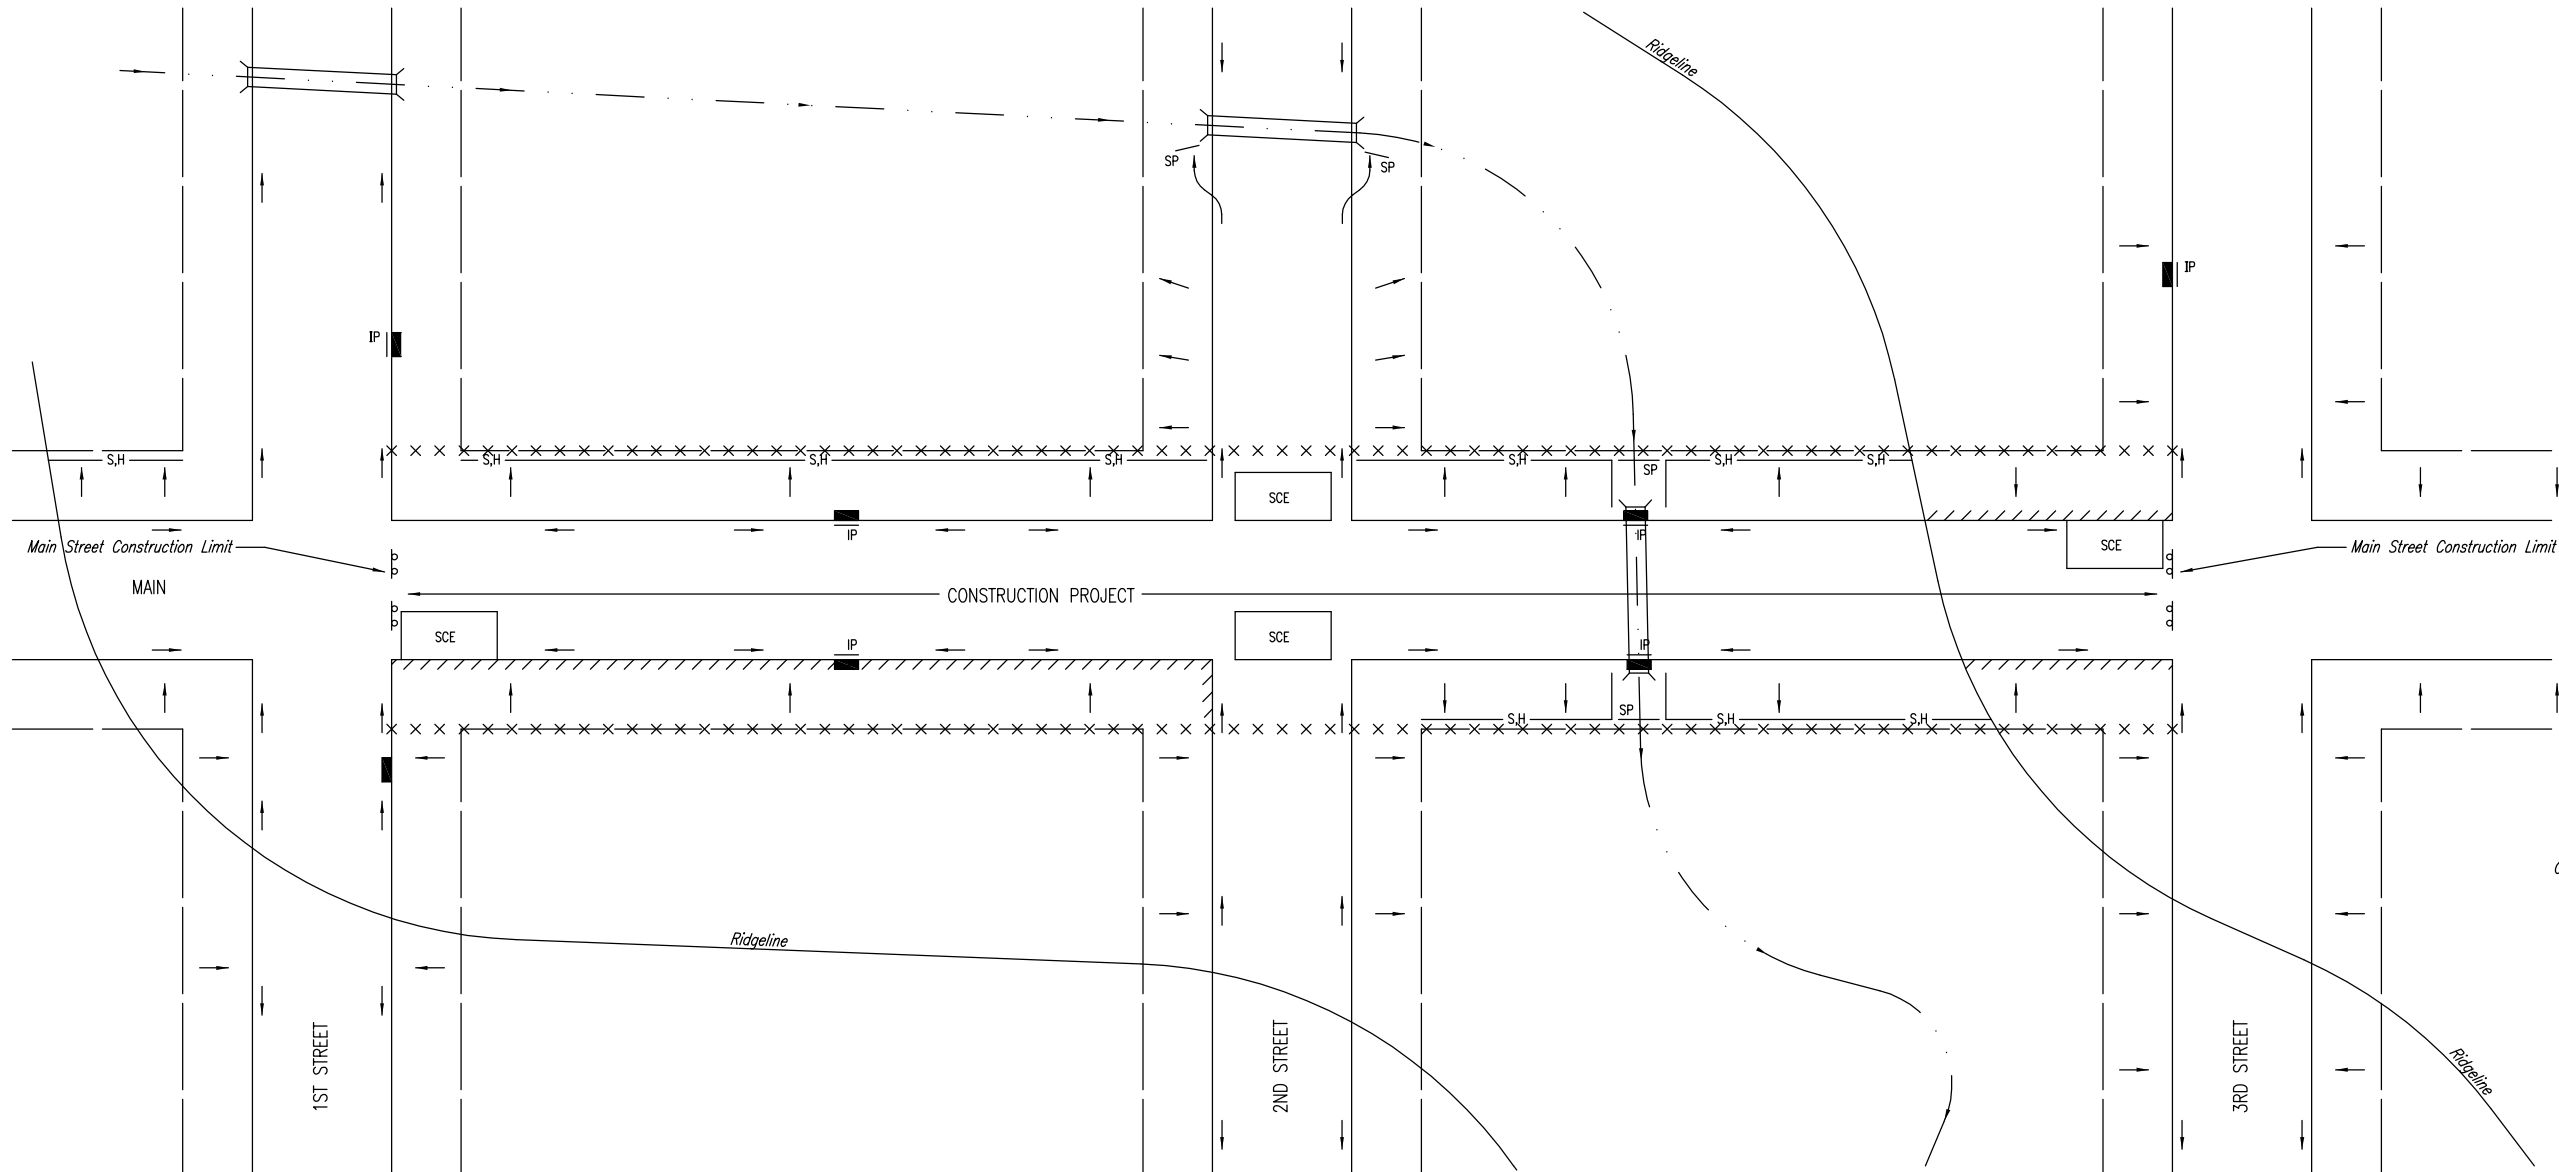 Ridgeline
SP
SP
IP
IP
S,H
S,H
S,H
S,H
S,H
S,H
S,H
SP
SCE
IP
IP
SCE
Main Street Construction Limit
Main Street Construction Limit
MAIN
CONSTRUCTION PROJECT
SCE
SCE
IP
IP
S,H
SP
S,H
S,H
Ridgeline
1ST STREET
2ND STREET
3RD STREET
Ridgeline